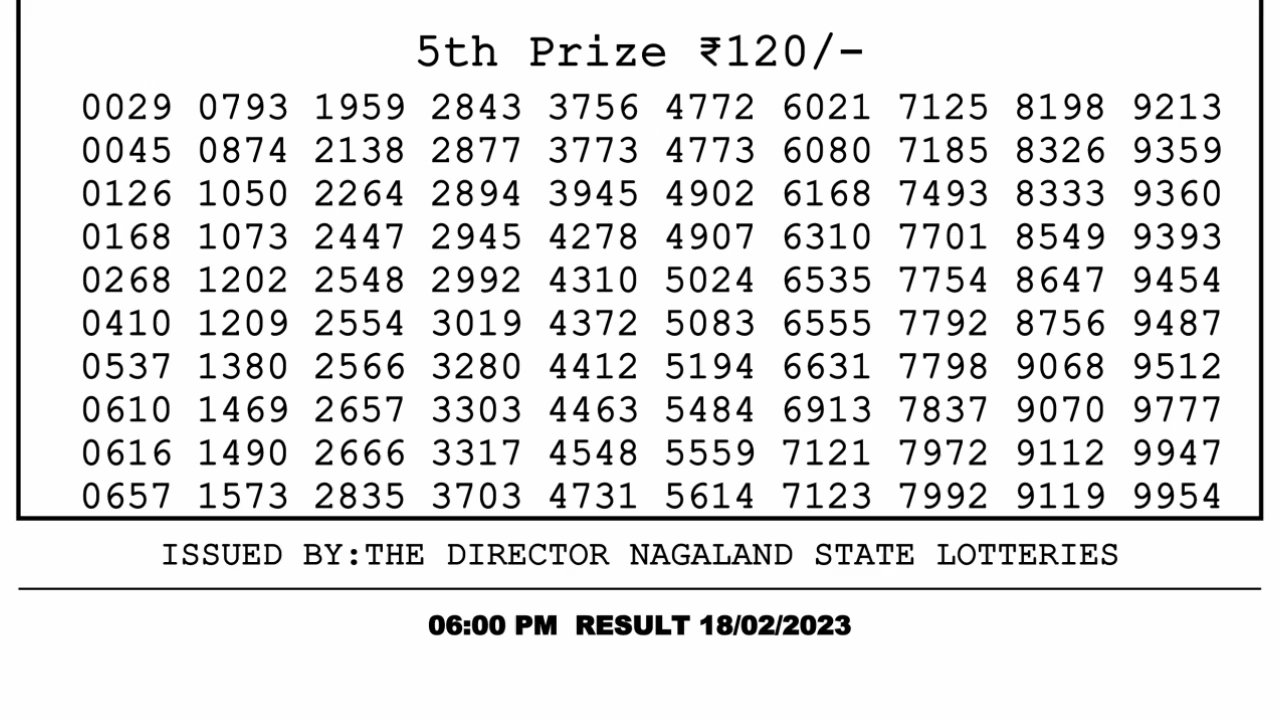 5th Prize ₹120/-
0029 0793 1959 2843 3756 4772 6021 7125 8198 9213
0045 0874 2138 2877 3773 4773 6080 7185 8326 9359
0126 1050 2264 2894 3945 4902 6168 7493 8333 9360
0168 1073 2447 2945 4278 4907 6310 7701 8549 9393
0268 1202 2548 2992 4310 5024 6535 7754 8647 9454
0410 1209 2554 3019 4372 5083 6555 7792 8756 9487
0537 1380 2566 3280 4412 5194 6631 7798 9068 9512
0610 1469 2657 3303 4463 5484 6913 7837 9070 9777
0616 1490 2666 3317 4548 5559 7121 7972 9112 9947
0657 1573 2835 3703 4731 5614 7123 7992 9119 9954
ISSUED BY:THE DIRECTOR NAGALAND STATE LOTTERIES
06:00 PM RESULT 18/02/2023